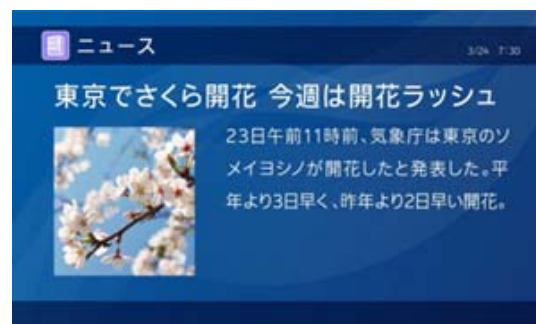 ニュース
3/24 7:30
東京でさくら開花 今週は開花ラッシュ
23日午前11時前、気象庁は東京のソ
メイヨシノが開花したと発表した。平
年より3日早く、昨年より2日早い開花。